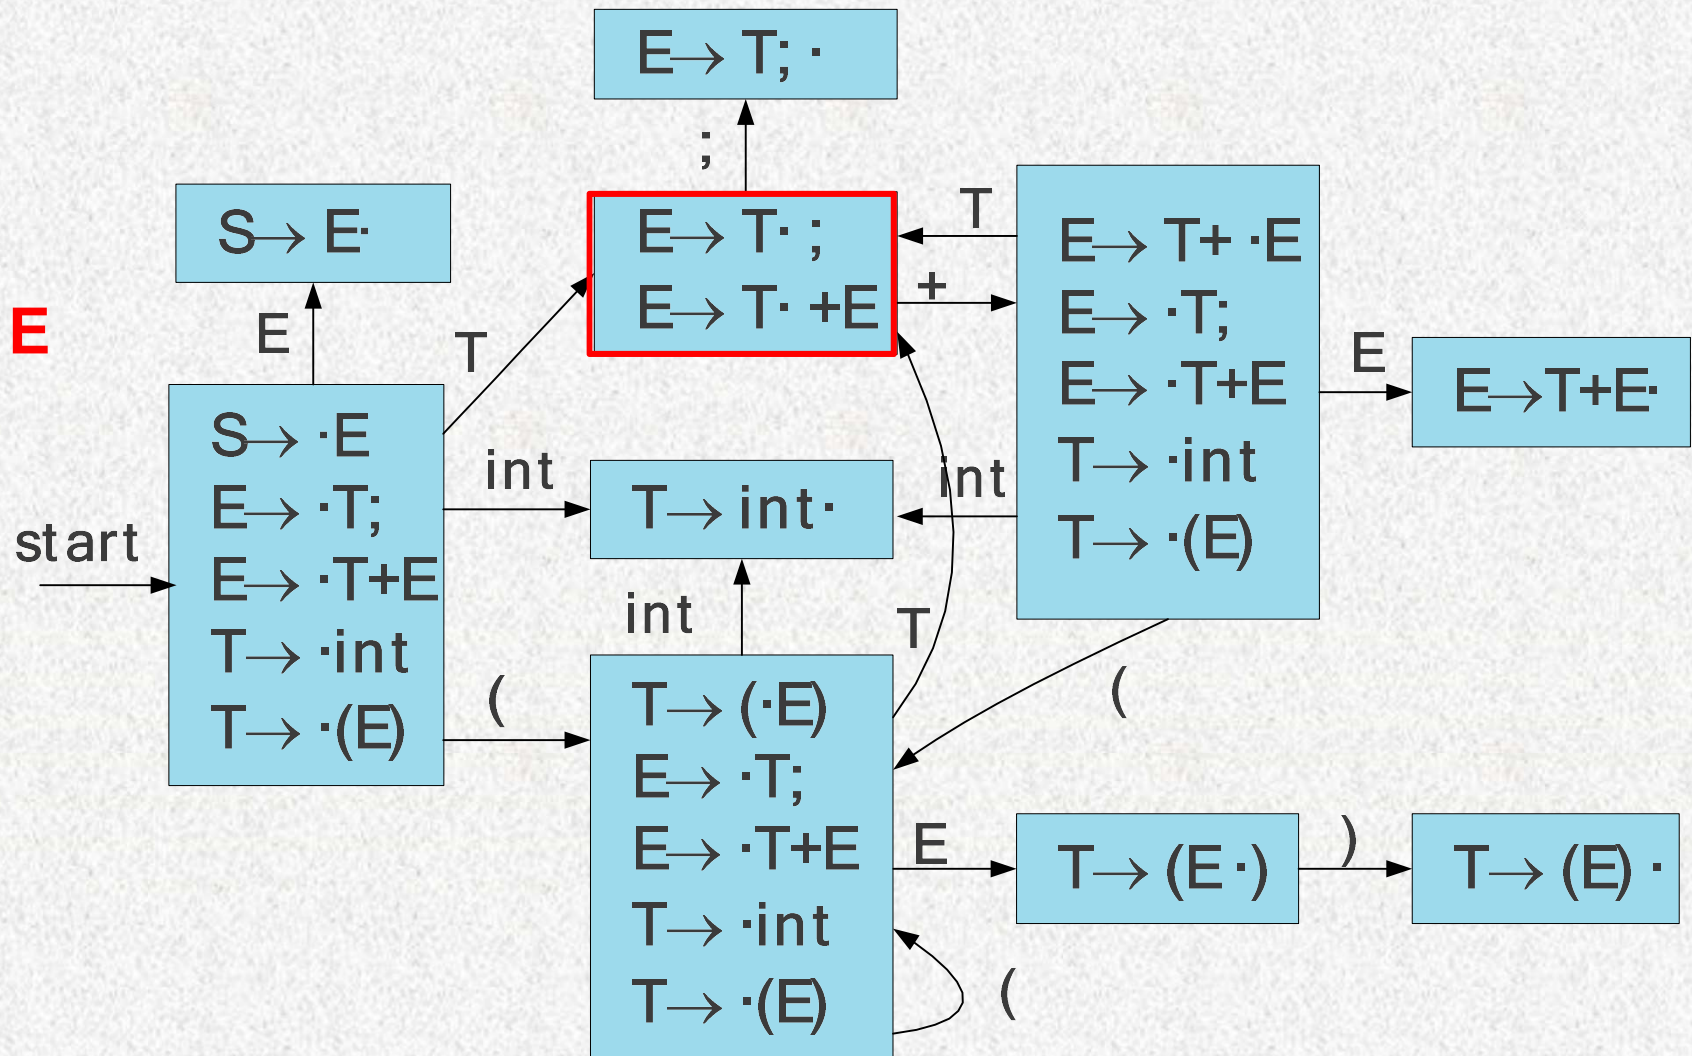 E→ T; ·
;
S→ E·
E→ T· ;
E→ T· +E
T
+
E→ T+ ·E
E→ ·T;
E→ ·T+E
T→ ·int
T→ ·(E)
E
E→T+E·
E
E
T
S→ ·E
E→ ·T;
E→ ·T+E
T→ ·int
T→ ·(E)
start
int
T→ int·
int
int
T
(
(
T→ (·E)
E→ ·T;
E→ ·T+E
T→ ·int
T→ ·(E)
E
T→ (E ·)
)
T→ (E) ·
(